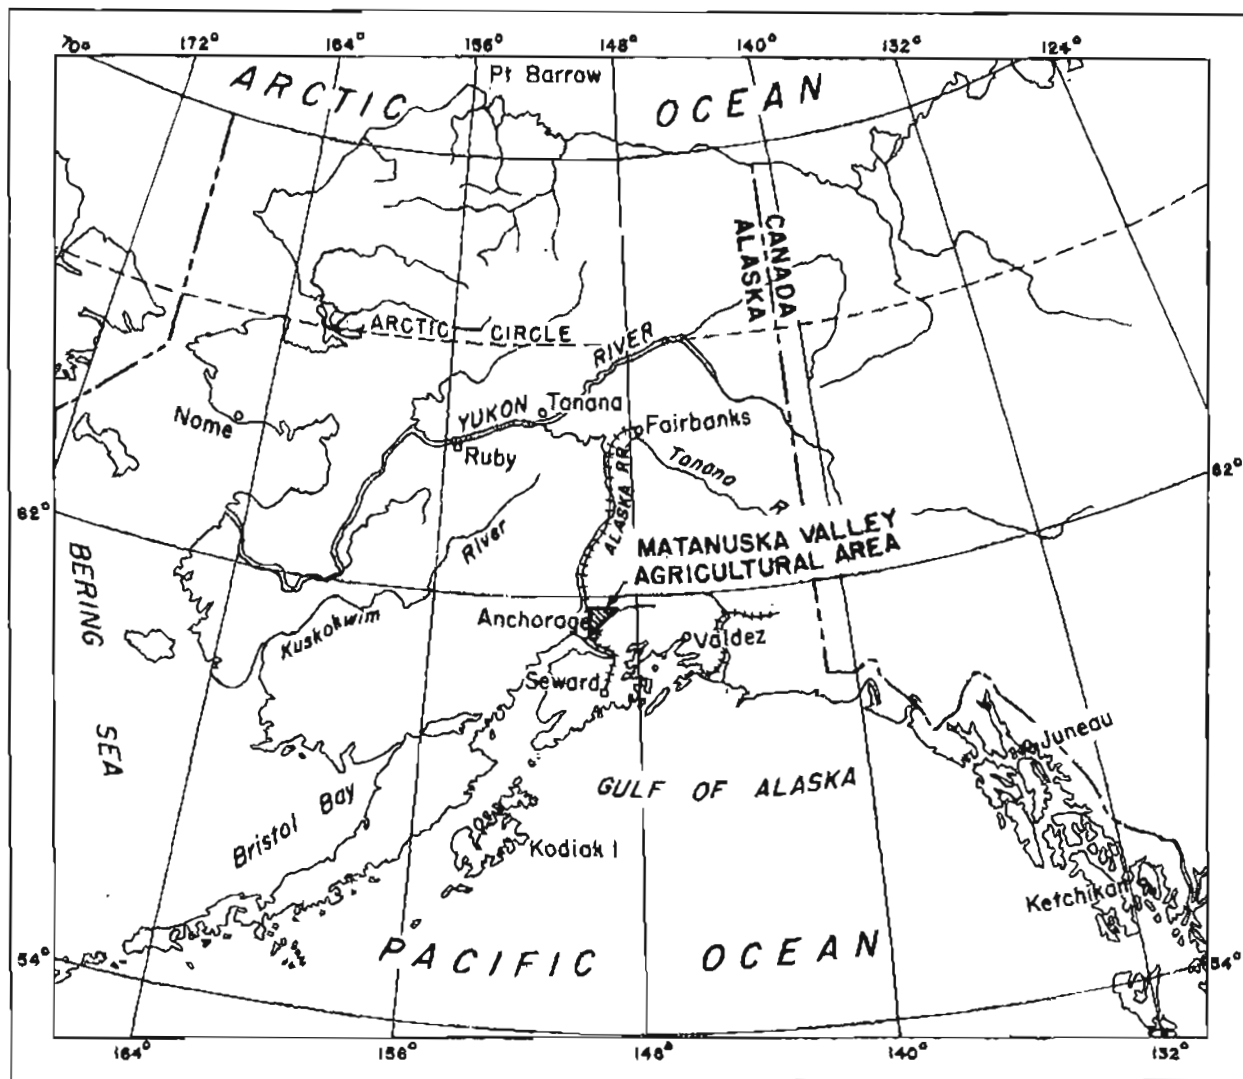 70° 172° 164° 156° 148° 140° 132° 124°
Pt Barrow
ARCTIC OCEAN
CANADA
ALASKA
ARCTIC CIRCLE
RIVER
YUKON
Tanana
Nome
Ruby
Fairbanks
Tanana R
ALASKA RR.
62° 62°
River
MATANUSKA VALLEY
AGRICULTURAL AREA
BERING
SEA
Kuskokwim
Anchorage
Valdez
Seward
Juneau
GULF OF ALASKA
Bristol Bay
Kodiak I
Ketchikan
PACIFIC OCEAN
54° 54°
164° 156° 148° 140° 132°